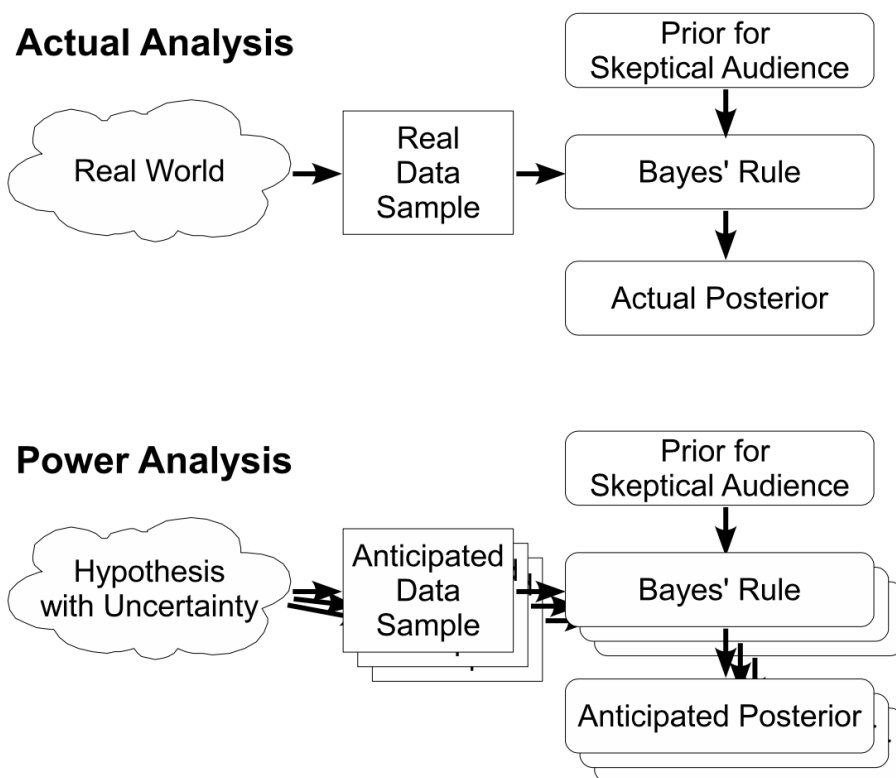 Actual Analysis
Prior for
Skeptical Audience
Real World
Real
Data
Sample
Bayes' Rule
Actual Posterior
Power Analysis
Prior for
Skeptical Audience
Hypothesis
with Uncertainty
Anticipated
Data
Sample
Bayes' Rule
Anticipated Posterior